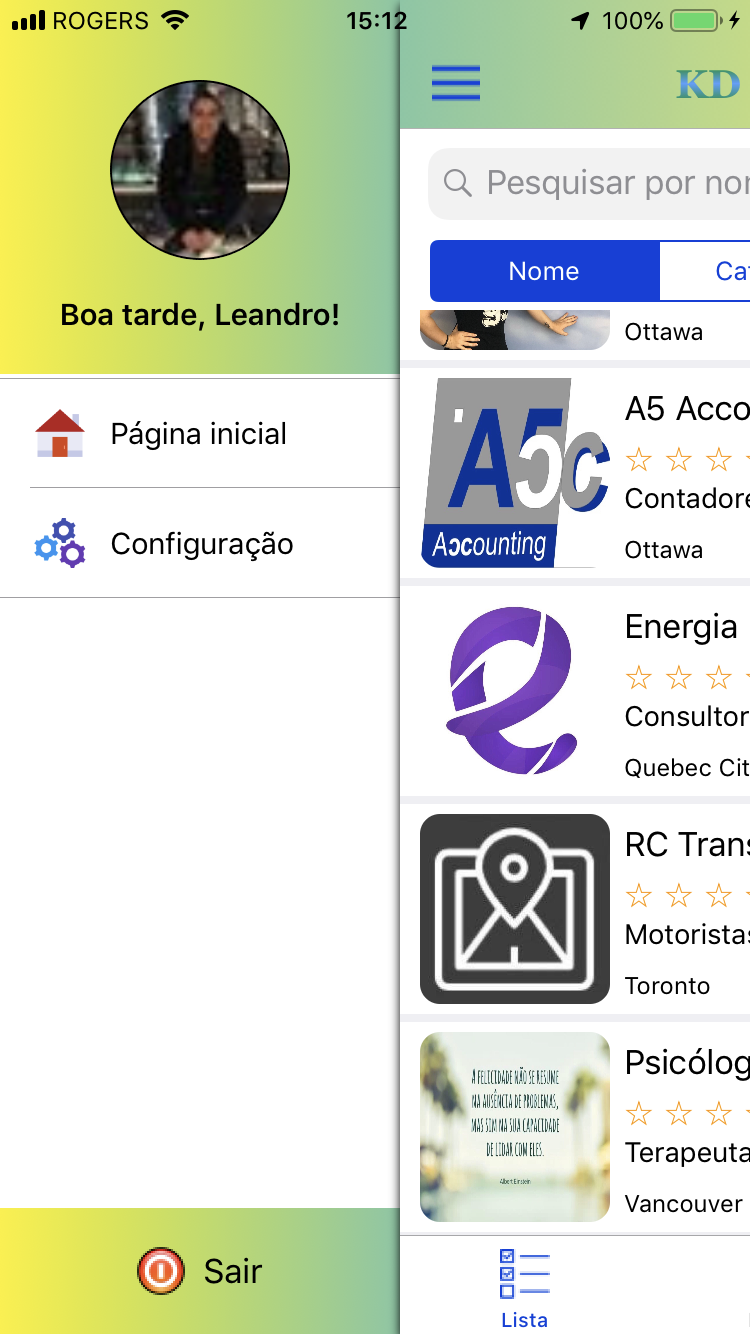 ROGERS 15:12 100%
Boa tarde, Leandro!
Página inicial
Configuração
Sair
KD
Pesquisar por nor
Nome Cat
S
Ottawa
A5c
Accounting
A5 Acco
Contadore
Ottawa
e
Energia
Consultor
Quebec Cit
RC Trans
Motoristas
Toronto
A FELICIDADE NÃO SE RESUME
NA AUSÊNCIA DE PROBLEMAS,
MAS SIM NA SUA CAPACIDADE
DE LIDAR COM ELES.
Albert Einstein
Psicólog
Terapeuta
Vancouver
Lista